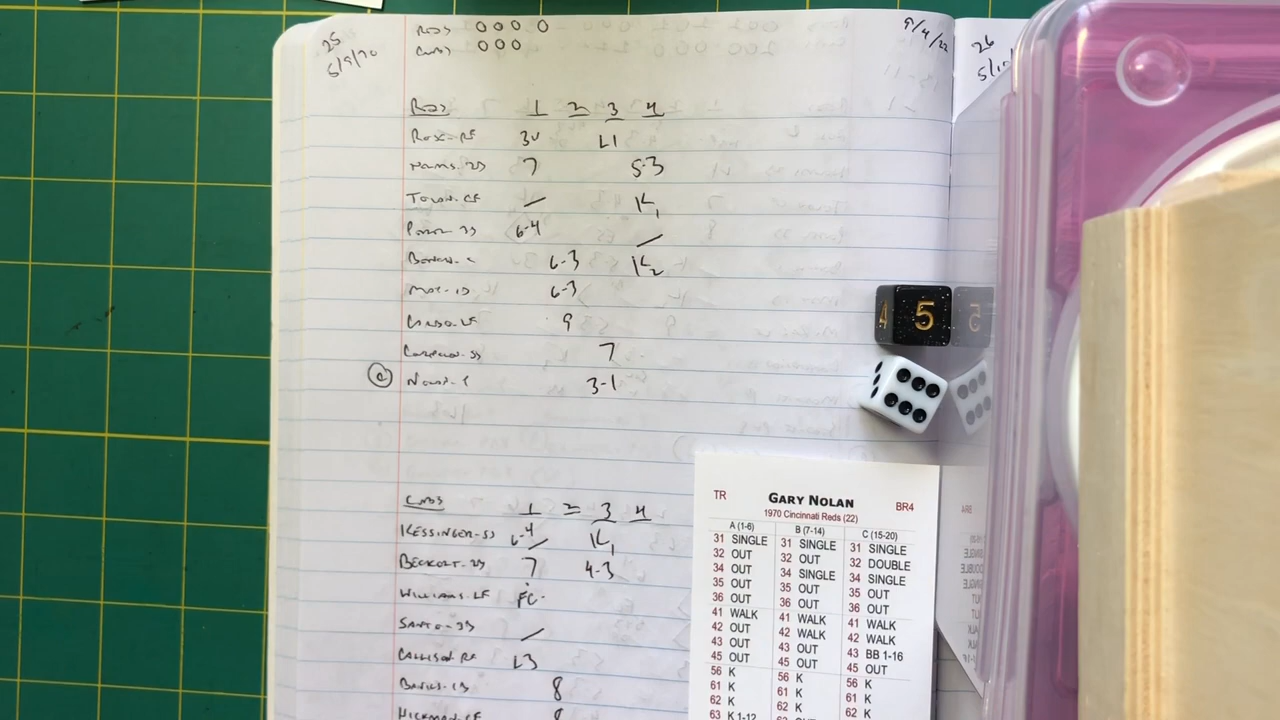 25
5/9/70
REDS 0 0 0 0
CUBS 0 0 0
9/4/22
26
REDS 1 2 3 4
ROSE-RF 3U L1
7 5-3
TOLAN-CF K1
PEREZ-3B 6-4
BENCH-C 6-3 K2
MAY-1B 6-3
CARBO-LF 9
CONCEPCION-SS 7
NOLAN-P 3-1
CUBS 1 2 3 4
KESSINGER-SS 6-4 K1
BECKERT-2B 7 4-3
WILLIAMS-LF FC
SANTO-3B
CALLISON-RF L3
BANKS-1B 8
HICKMAN-CF
4 5
TR GARY NOLAN BR4
1970 Cincinnati Reds (22)
A (1-6) B (7-14) C (15-20)
31 SINGLE 31 SINGLE 31 SINGLE
32 OUT 32 OUT 32 DOUBLE
34 OUT 34 SINGLE 34 SINGLE
35 OUT 35 OUT 35 OUT
36 OUT 36 OUT 36 OUT
41 WALK 41 WALK 41 WALK
42 OUT 42 WALK 42 WALK
43 OUT 43 OUT 43 BB 1-16
45 OUT 45 OUT 45 OUT
56 K 56 K 56 K
61 K 61 K 61 K
62 K 62 K 62 K
63 K 1-12